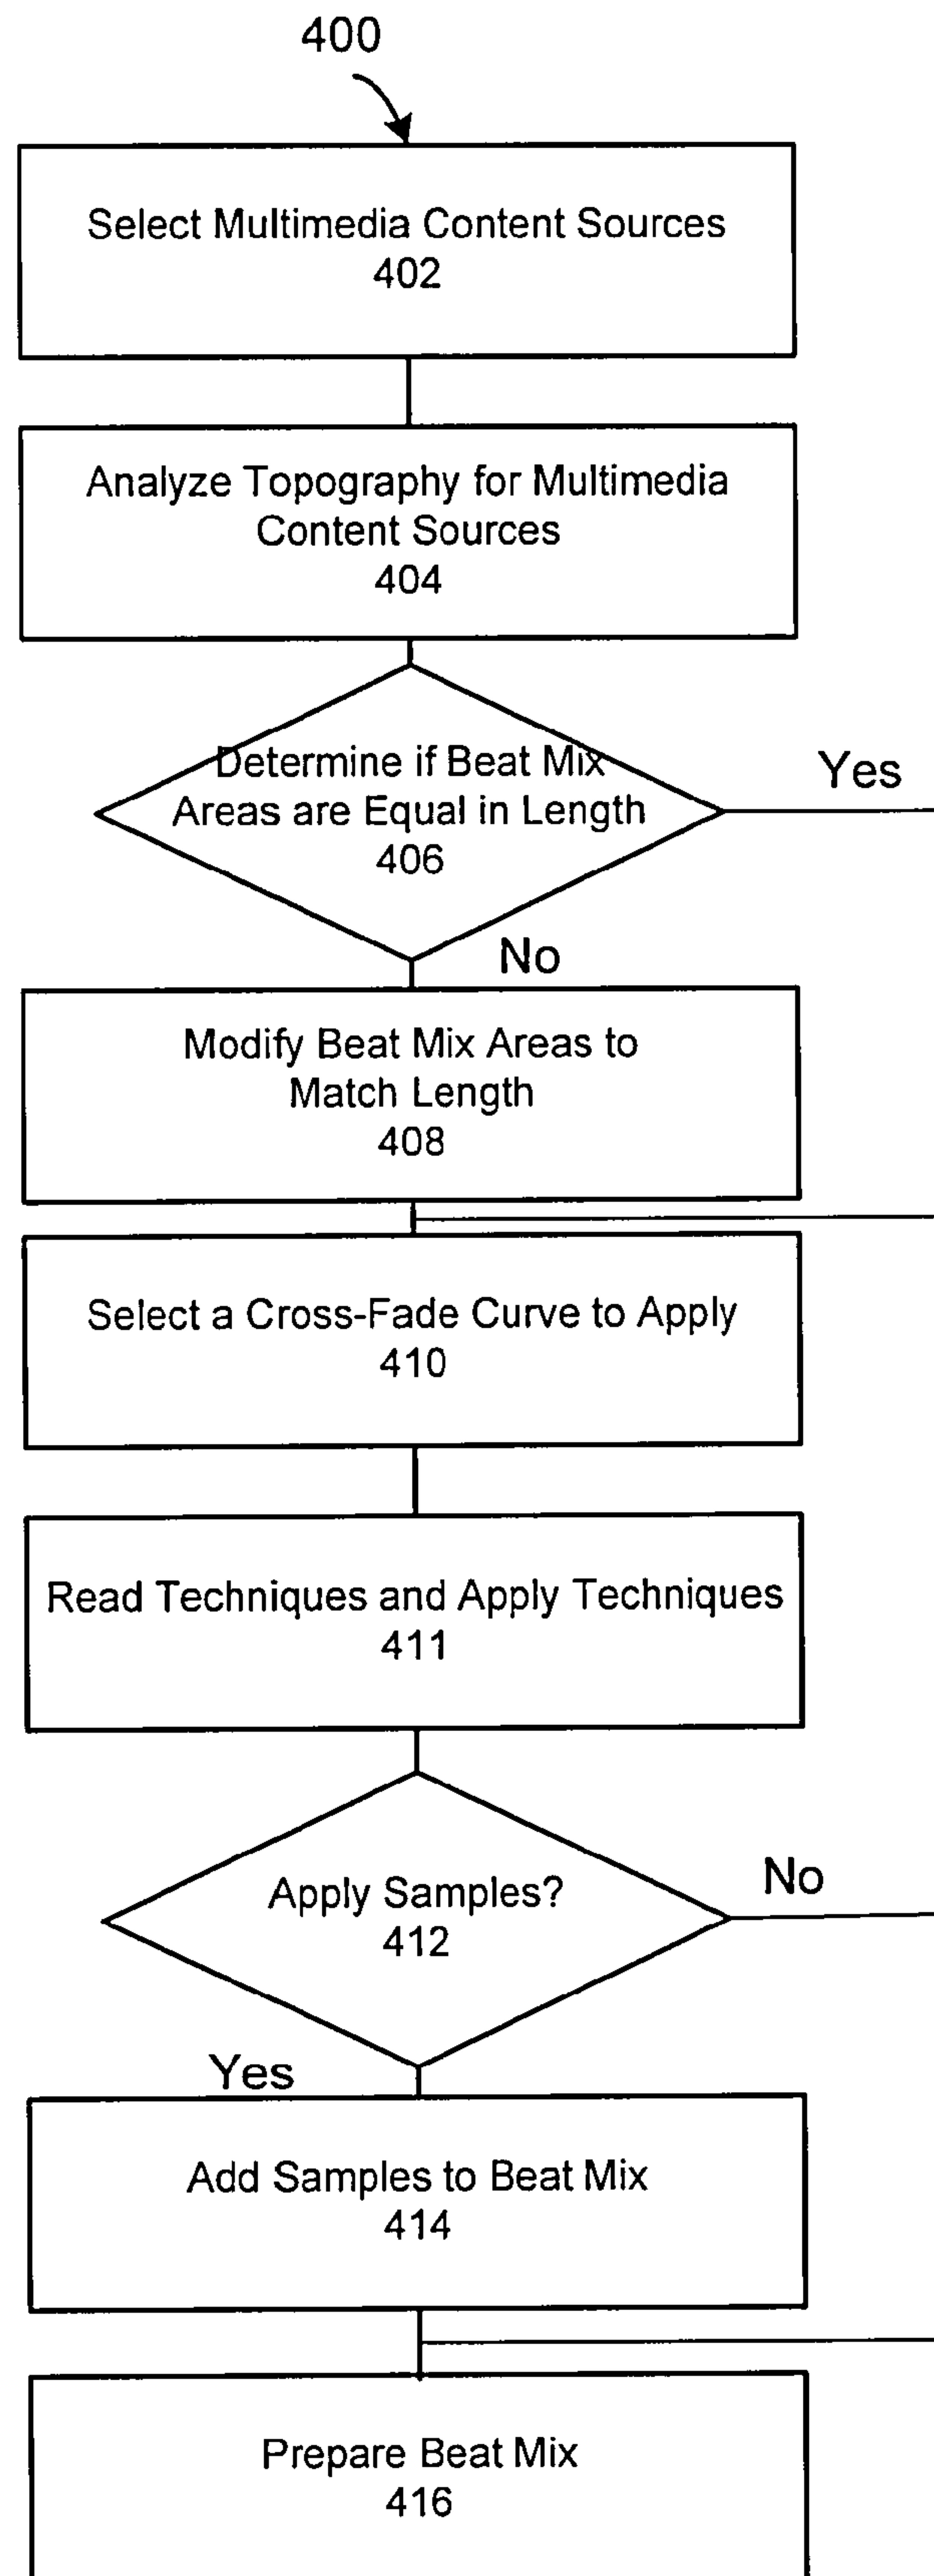 400
Select Multimedia Content Sources
402
Analyze Topography for Multimedia
Content Sources
404
Determine if Beat Mix
Areas are Equal in Length
406
Yes
No
Modify Beat Mix Areas to
Match Length
408
Select a Cross-Fade Curve to Apply
410
Read Techniques and Apply Techniques
411
Apply Samples?
412
No
Yes
Add Samples to Beat Mix
414
Prepare Beat Mix
416